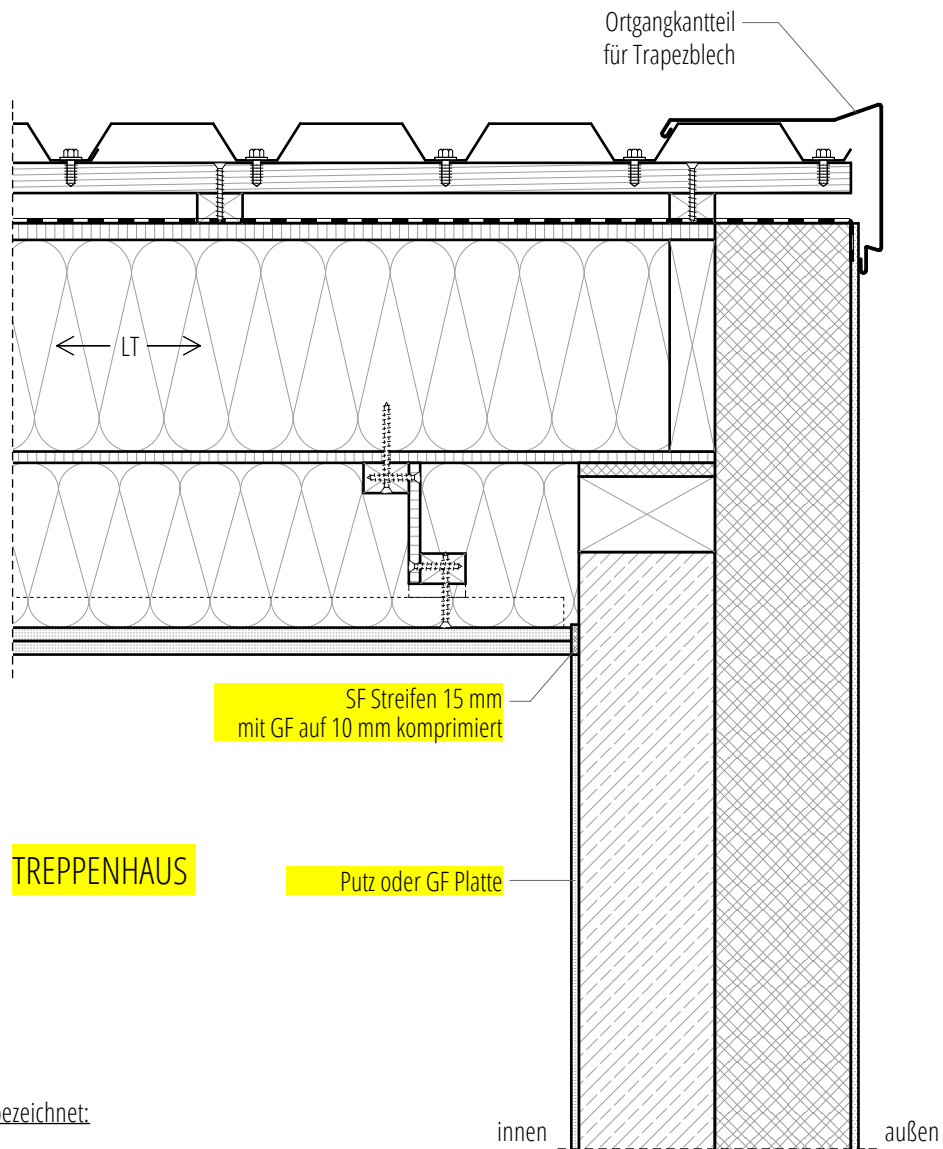 Ortgangkantteil
für Trapezblech
LT
SF Streifen 15 mm
mit GF auf 10 mm komprimiert
TREPPENHAUS
Putz oder GF Platte
ezeichnet:
innen
außen